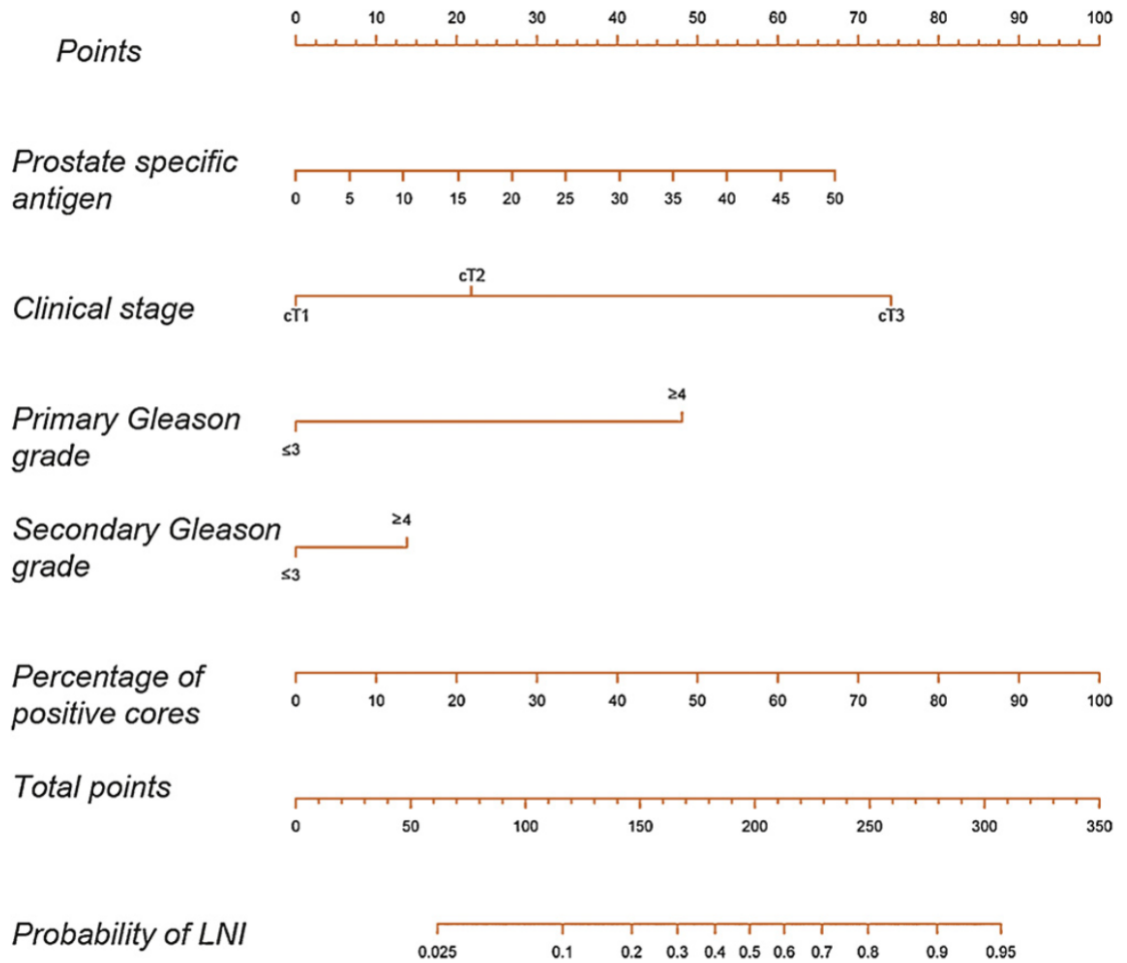 0 10 20 30 40 50 60 70 80 90 100
Points
Prostate specific
antigen
0 5 10 15 20 25 30 35 40 45 50
cT2
Clinical stage
cT1 cT3
≥4
Primary Gleason
grade
≤3
≥4
Secondary Gleason
grade
≤3
Percentage of
positive cores
0 10 20 30 40 50 60 70 80 90 100
Total points
0 50 100 150 200 250 300 350
Probability of LNI
0.025 0.1 0.2 0.3 0.4 0.5 0.6 0.7 0.8 0.9 0.95